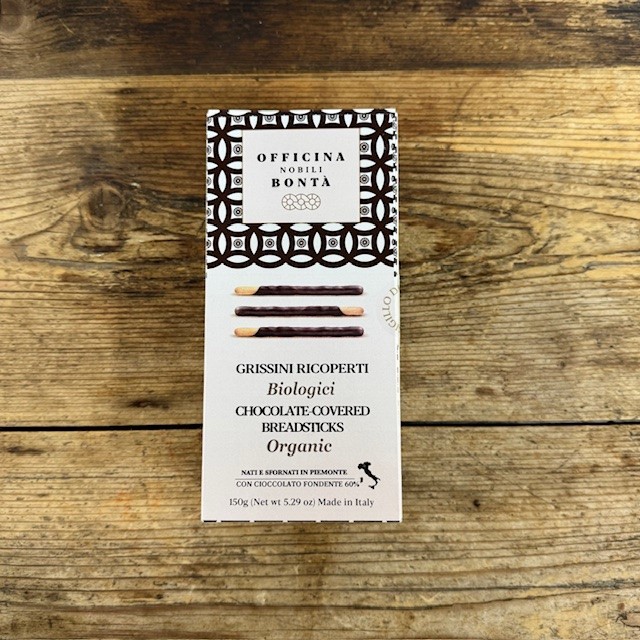 OFFICINA
NOBILI
BONTÀ
GRISSINI RICOPERTI
Biologici
CHOCOLATE-COVERED
BREADSTICKS
Organic
NATI E SFORNATI IN PIEMONTE
CON CIOCCOLATO FONDENTE 60%
150g (Net wt 5.29 oz) Made in Italy